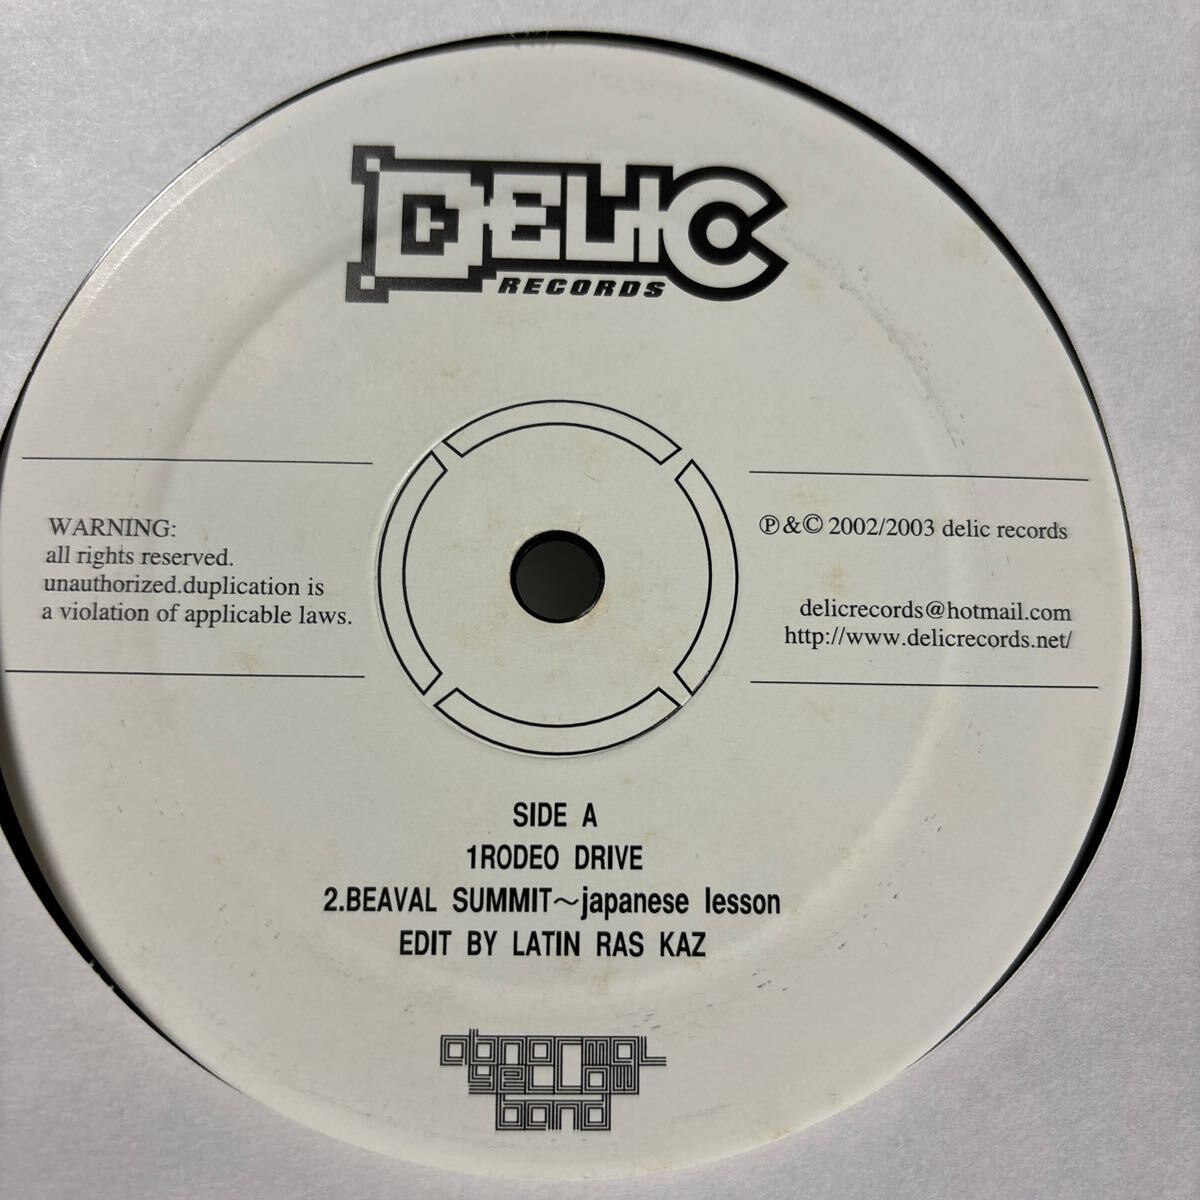 DELIC
RECORDS
WARNING:
all rights reserved.
unauthorized.duplication is
a violation of applicable laws.
℗&© 2002/2003 delic records
delicrecords@hotmail.com
http://www.delicrecords.net/
SIDE A
1RODEO DRIVE
2.BEAVAL SUMMIT～japanese lesson
EDIT BY LATIN RAS KAZ
abnormal
yellow
band